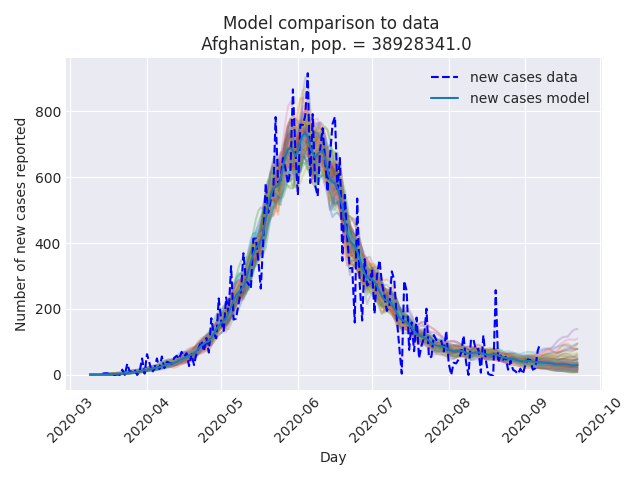 Model comparison to data
Afghanistan, pop. = 38928341.0
new cases data
new cases model
Number of new cases reported
800
600
400
200
0
2020-03
2020-04
2020-05
2020-06
2020-07
2020-08
2020-09
2020-10
Day